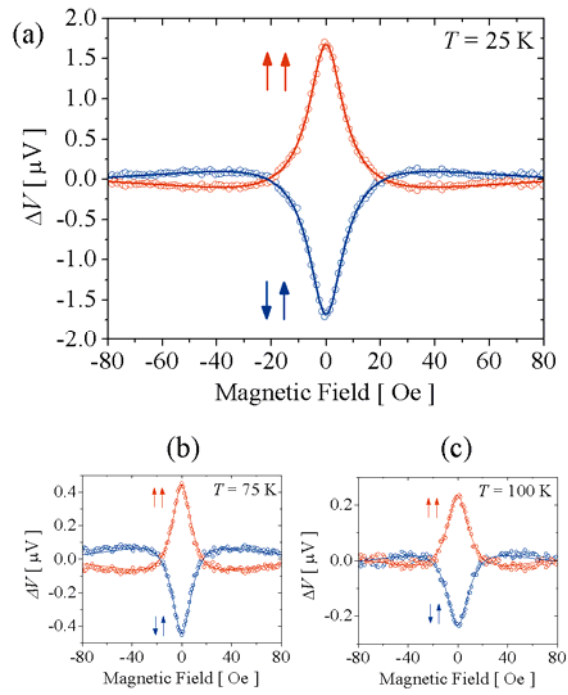 (a)
T = 25 K
2.0
1.5
1.0
0.5
0.0
-0.5
-1.0
-1.5
-2.0
ΔV [ μV ]
-80 -60 -40 -20 0 20 40 60 80
Magnetic Field [ Oe ]
(b)
T = 75 K
0.4
0.2
0.0
-0.2
-0.4
ΔV [ μV ]
-80 -40 0 40 80
Magnetic Field [ Oe ]
(c)
T = 100 K
0.2
0.0
-0.2
ΔV [ μV ]
-80 -40 0 40 80
Magnetic Field [ Oe ]